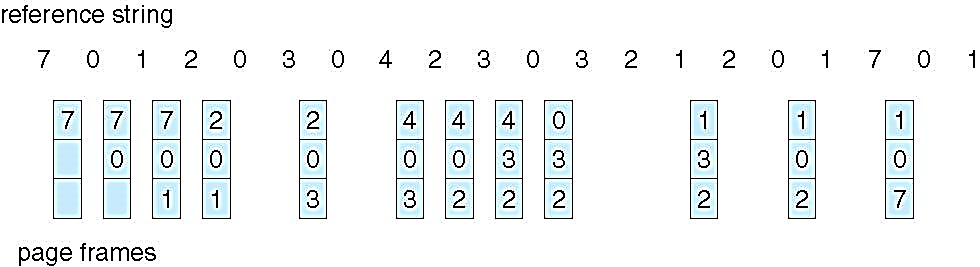 reference string
7 0 1 2 0 3 0 4 2 3 0 3 2 1 2 0 1 7 0 1
7 7 7 2 2 4 4 4 0 1 1 1
0 0 0 0 0 0 3 3 3 0 0
1 1 3 3 2 2 2 2 2 7
page frames